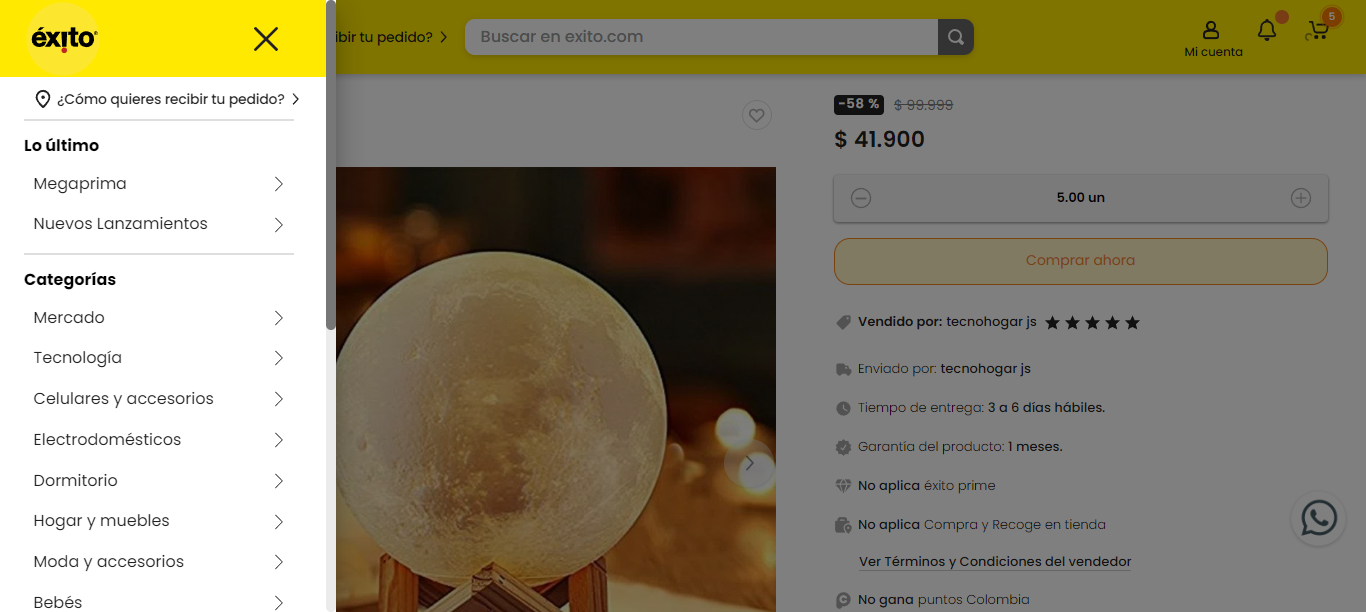 éxito
¿Cómo quieres recibir tu pedido?
Lo último
Megaprima
Nuevos Lanzamientos
Categorías
Mercado
Tecnología
Celulares y accesorios
Electrodomésticos
Dormitorio
Hogar y muebles
Moda y accesorios
Bebés
ibir tu pedido?
Buscar en exito.com
Mi cuenta
5
-58 % $ 99.999
$ 41.900
5.00 un
Comprar ahora
Vendido por: tecnohogar js
Enviado por: tecnohogar js
Tiempo de entrega: 3 a 6 días hábiles.
Garantía del producto: 1 meses.
No aplica éxito prime
No aplica Compra y Recoge en tienda
Ver Términos y Condiciones del vendedor
No gana puntos Colombia